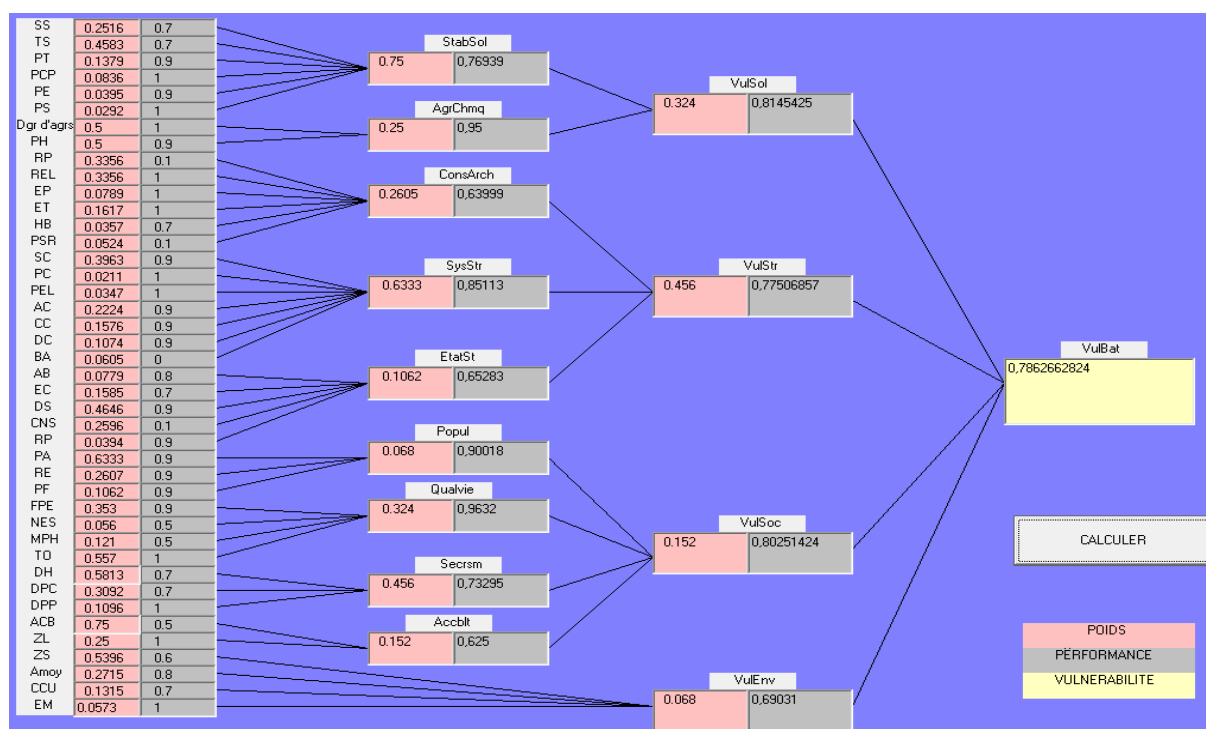 SS 0.2516 0.7
TS 0.4583 0.7
PT 0.1379 0.9
PCP 0.0836 1
PE 0.0395 0.9
PS 0.0292 1
Dgr d'agrs 0.5 1
PH 0.5 0.9
RP 0.3356 0.1
REL 0.3356 1
EP 0.0789 1
ET 0.1617 1
HB 0.0357 0.7
PSR 0.0524 0.1
SC 0.3963 0.9
PC 0.0211 1
PEL 0.0347 1
AC 0.2224 0.9
CC 0.1576 0.9
DC 0.1074 0.9
BA 0.0605 0
AB 0.0779 0.8
EC 0.1585 0.7
DS 0.4646 0.9
CNS 0.2596 0.1
RP 0.0394 0.9
PA 0.6333 0.9
RE 0.2607 0.9
PF 0.1062 0.9
FPE 0.353 0.9
NES 0.056 0.5
MPH 0.121 0.5
TO 0.557 1
DH 0.5813 0.7
DPC 0.3092 0.7
DPP 0.1096 1
ACB 0.75 0.5
ZL 0.25 1
ZS 0.5396 0.6
Amoy 0.2715 0.8
CCU 0.1315 0.7
EM 0.0573 1
StabSol
0.75 0,76939
AgrChmq
0.25 0,95
ConsArch
0.2605 0,63999
SysStr
0.6333 0,85113
EtatSt
0.1062 0,65283
Popul
0.068 0,90018
Qualvie
0.324 0,9632
Secrsm
0.456 0,73295
Accblt
0.152 0,625
VulSol
0.324 0,8145425
VulStr
0.456 0,77506857
VulSoc
0.152 0,80251424
VulEnv
0.068 0,69031
VulBat
0,7862662824
CALCULER
POIDS
PËRFORMANCE
VULNERABILITE